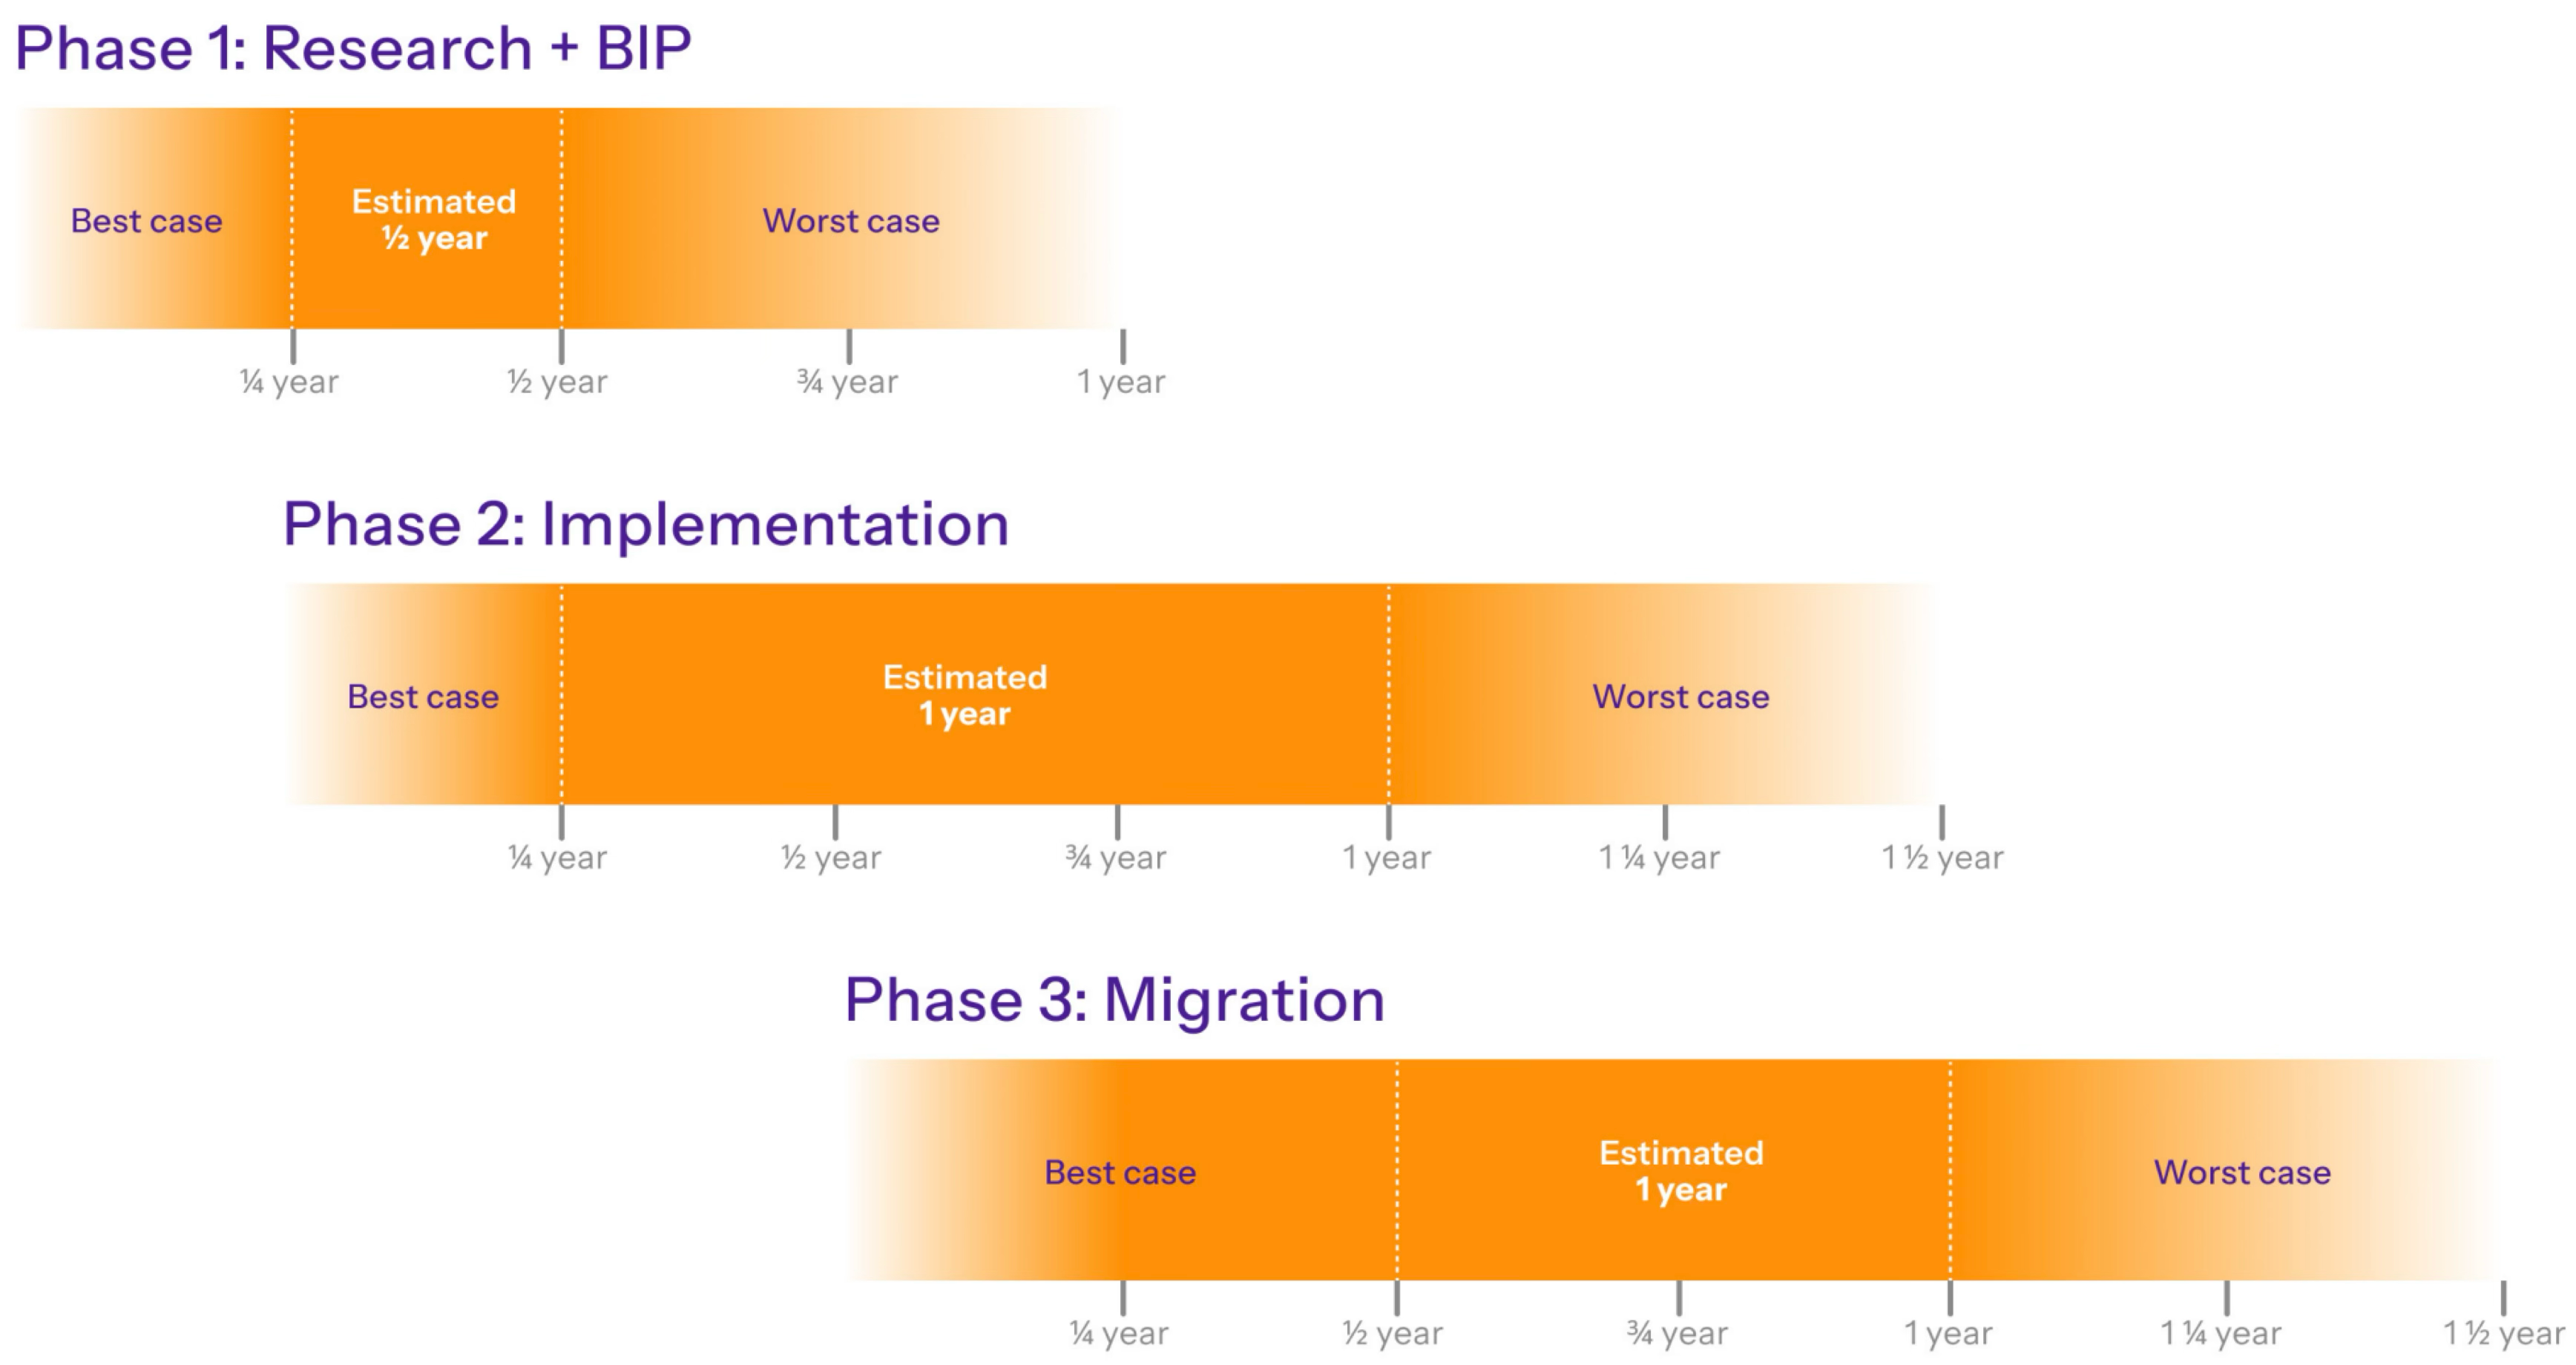 Phase 1: Research + BIP
Best case
Estimated
½ year
Worst case
¼ year
½ year
¾ year
1 year
Phase 2: Implementation
Best case
Estimated
1 year
Worst case
¼ year
½ year
¾ year
1 year
1 ¼ year
1 ½ year
Phase 3: Migration
Best case
Estimated
1 year
Worst case
¼ year
½ year
¾ year
1 year
1 ¼ year
1 ½ year